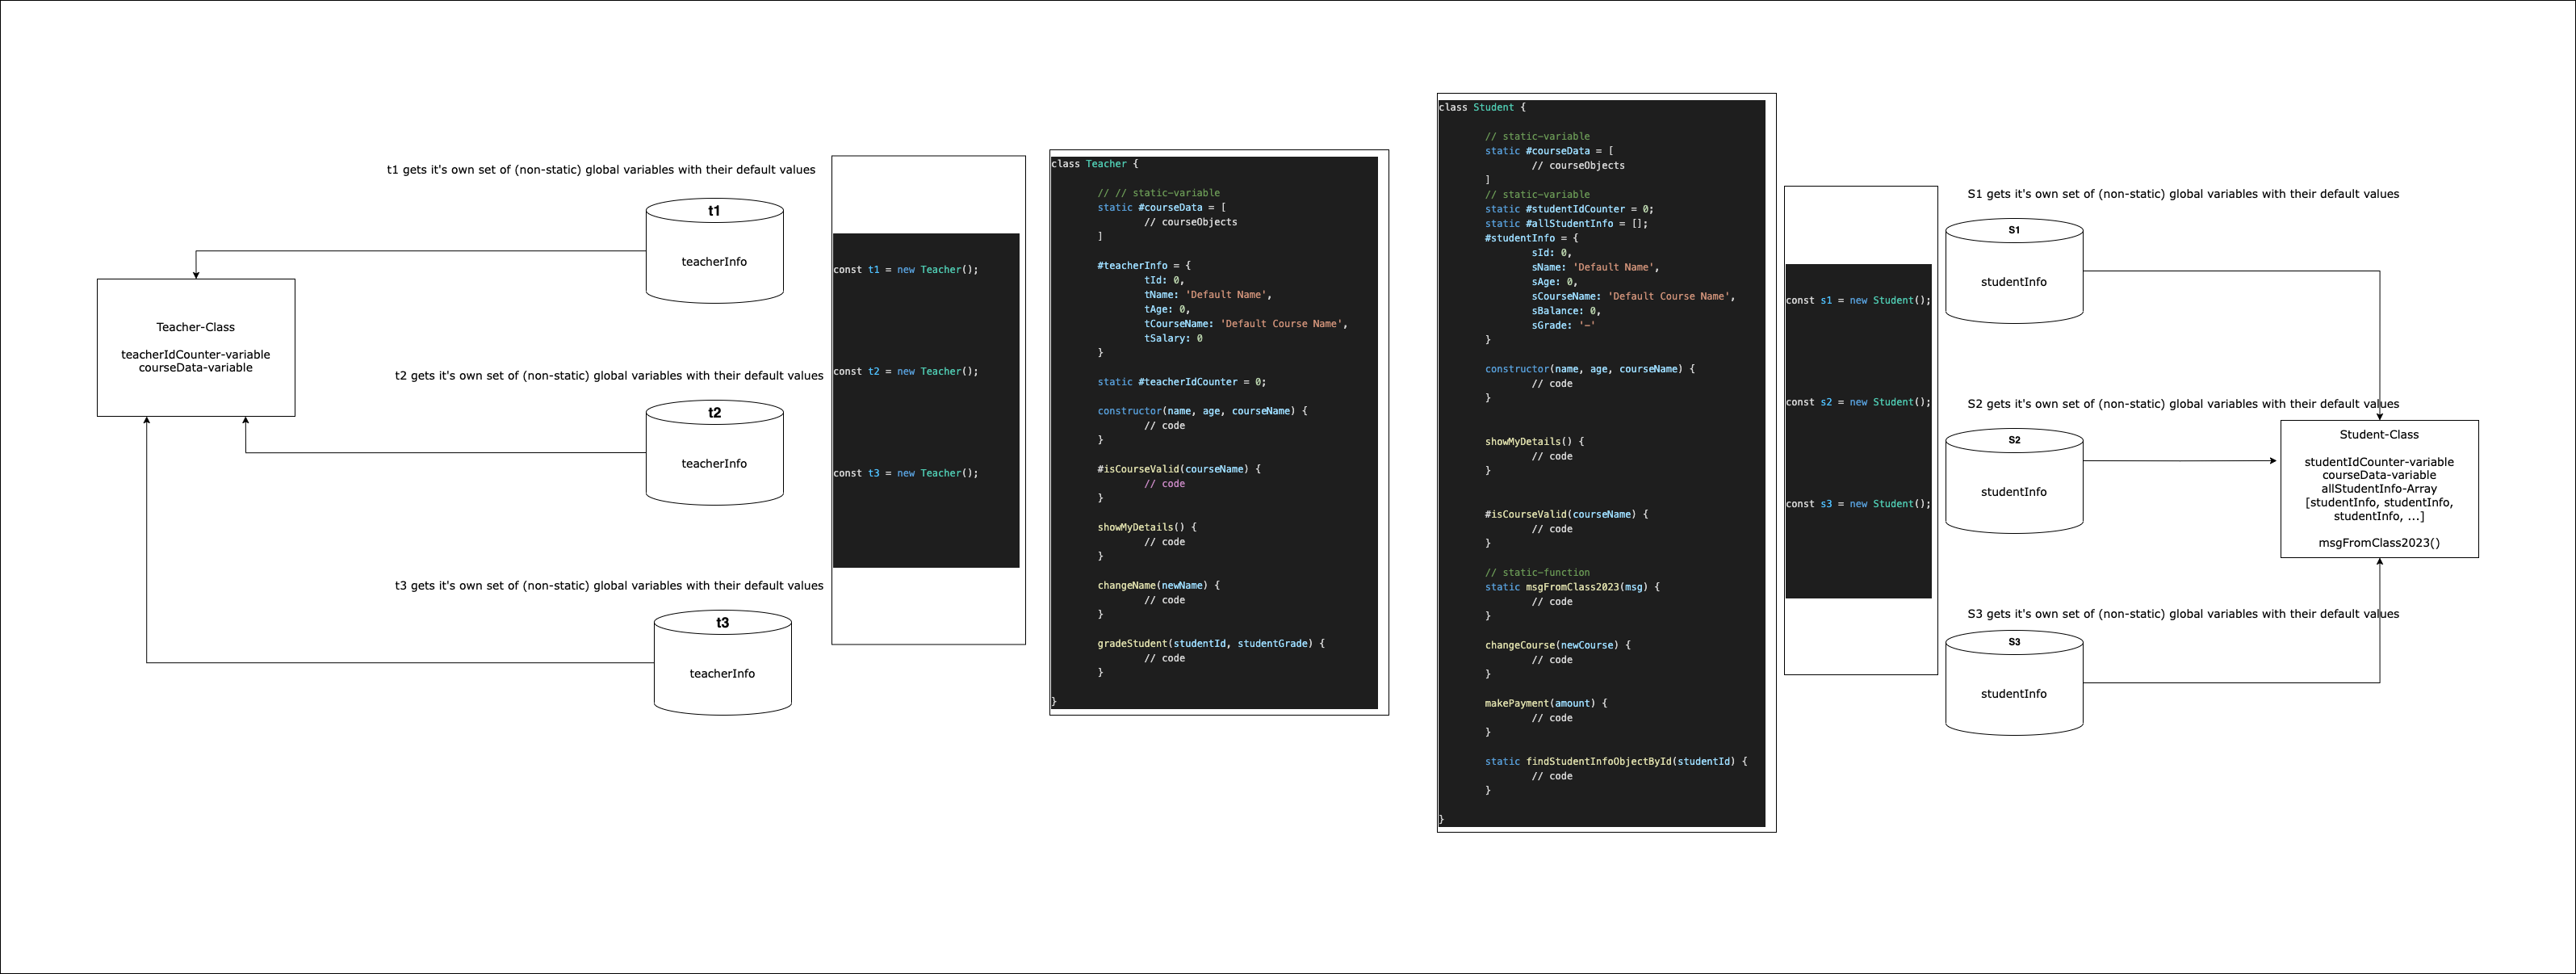 t1 gets it's own set of (non-static) global variables with their default values
t1
teacherInfo
Teacher-Class
teacherIdCounter-variable
courseData-variable
t2 gets it's own set of (non-static) global variables with their default values
t2
teacherInfo
t3 gets it's own set of (non-static) global variables with their default values
t3
teacherInfo
const t1 = new Teacher();
const t2 = new Teacher();
const t3 = new Teacher();
class Teacher {
// // static-variable
static #courseData = [
// courseObjects
]
#teacherInfo = {
tId: 0,
tName: 'Default Name',
tAge: 0,
tCourseName: 'Default Course Name',
tSalary: 0
}
static #teacherIdCounter = 0;
constructor(name, age, courseName) {
// code
}
#isCourseValid(courseName) {
// code
}
showMyDetails() {
// code
}
changeName(newName) {
// code
}
gradeStudent(studentId, studentGrade) {
// code
}
}
class Student {
// static-variable
static #courseData = [
// courseObjects
]
// static-variable
static #studentIdCounter = 0;
static #allStudentInfo = [];
#studentInfo = {
sId: 0,
sName: 'Default Name',
sAge: 0,
sCourseName: 'Default Course Name',
sBalance: 0,
sGrade: '-'
}
constructor(name, age, courseName) {
// code
}
showMyDetails() {
// code
}
#isCourseValid(courseName) {
// code
}
// static-function
static msgFromClass2023(msg) {
// code
}
changeCourse(newCourse) {
// code
}
makePayment(amount) {
// code
}
static findStudentInfoObjectById(studentId) {
// code
}
}
const s1 = new Student();
const s2 = new Student();
const s3 = new Student();
S1 gets it's own set of (non-static) global variables with their default values
S1
studentInfo
S2 gets it's own set of (non-static) global variables with their default values
S2
studentInfo
S3 gets it's own set of (non-static) global variables with their default values
S3
studentInfo
Student-Class
studentIdCounter-variable
courseData-variable
allStudentInfo-Array
[studentInfo, studentInfo,
studentInfo, ...]
msgFromClass2023()